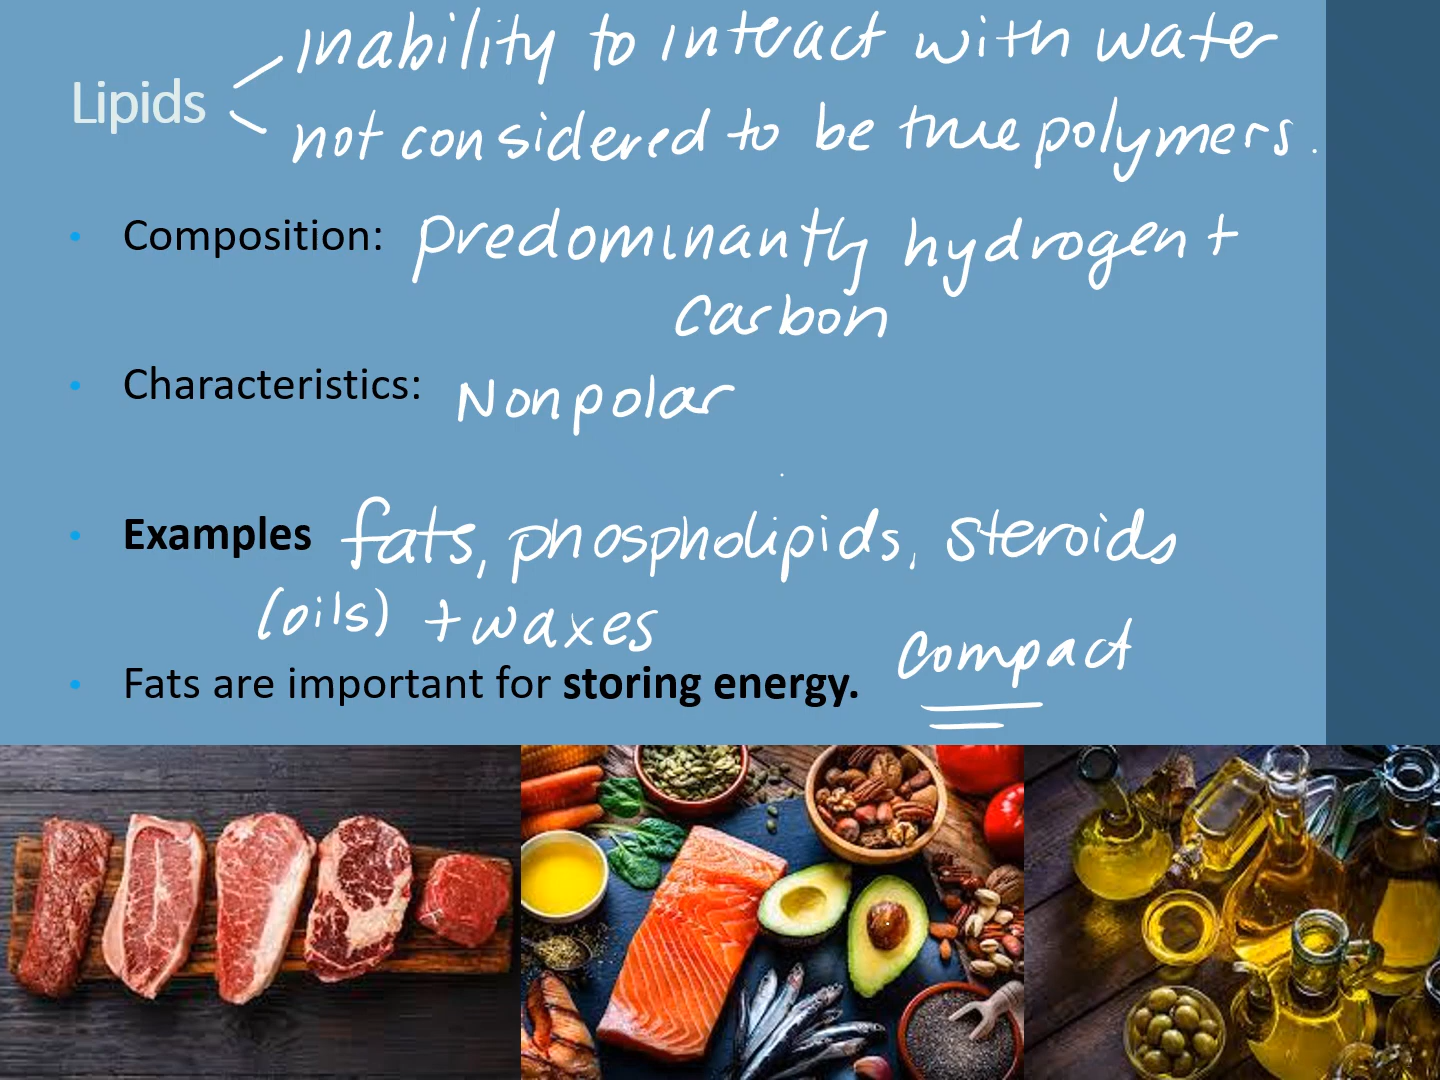 inability to interact with water
Lipids
not considered to be true polymers.
Composition: predominantly hydrogen +
carbon
Characteristics: Nonpolar
Examples fats, phospholipids, steroids
(oils) + waxes
compact
Fats are important for storing energy.